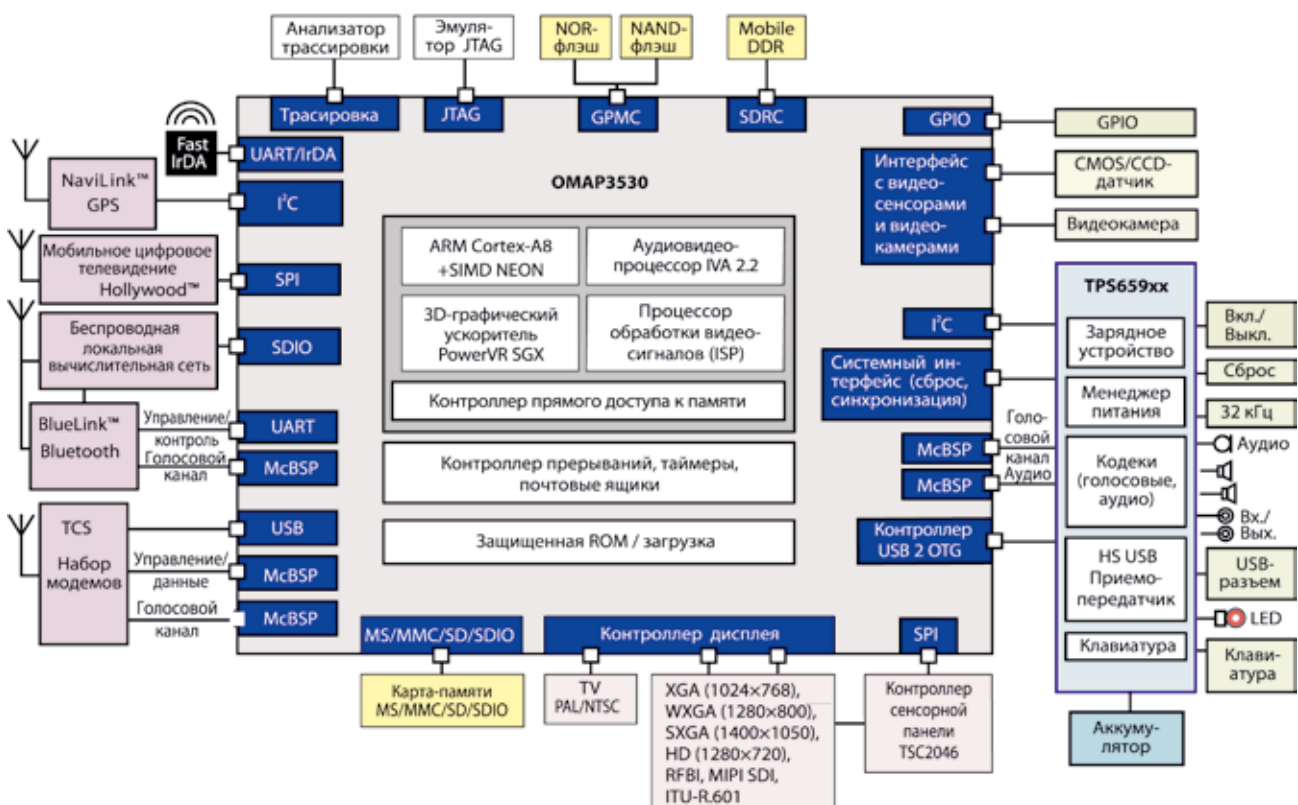 Анализатор
трассировки
Эмуля-
тор JTAG
NOR-
флэш
NAND-
флэш
Mobile
DDR
Трасировка
JTAG
GPMC
SDRC
GPIO
GPIO
Fast
IrDA
UART/IrDA
NaviLink™
GPS
I²C
Мобильное цифровое
телевидение
Hollywood™
SPI
Беспроводная
локальная
вычислительная сеть
SDIO
BlueLink™
Bluetooth
Управление/
контроль
Голосовой
канал
UART
McBSP
TCS
Набор
модемов
Управление/
данные
Голосовой
канал
USB
McBSP
McBSP
OMAP3530
ARM Cortex-A8
+SIMD NEON
Аудиовидео-
процессор IVA 2.2
3D-графический
ускоритель
PowerVR SGX
Процессор
обработки видео-
сигналов (ISP)
Контроллер прямого доступа к памяти
Контроллер прерываний, таймеры,
почтовые ящики
Защищенная ROM / загрузка
Интерфейс
с видео-
сенсорами
и видео-
камерами
CMOS/CCD-
датчик
Видеокамера
I²C
Системный ин-
терфейс (сброс,
синхронизация)
McBSP
McBSP
Голо-
совой
канал
Аудио
Контроллер
USB 2 OTG
TPS659xx
Зарядное
устройство
Менеджер
питания
Кодеки
(голосовые,
аудио)
HS USB
Приемо-
передатчик
Клавиатура
Вкл./
Выкл.
Сброс
32 кГц
Аудио
Вх./
Вых.
USB-
разъем
LED
Клави-
атура
Аккуму-
лятор
MS/MMC/SD/SDIO
Контроллер дисплея
SPI
Карта-памяти
MS/MMC/SD/SDIO
TV
PAL/NTSC
XGA (1024×768),
WXGA (1280×800),
SXGA (1400×1050),
HD (1280×720),
RFBI, MIPI SDI,
ITU-R.601
Контроллер
сенсорной
панели
TSC2046